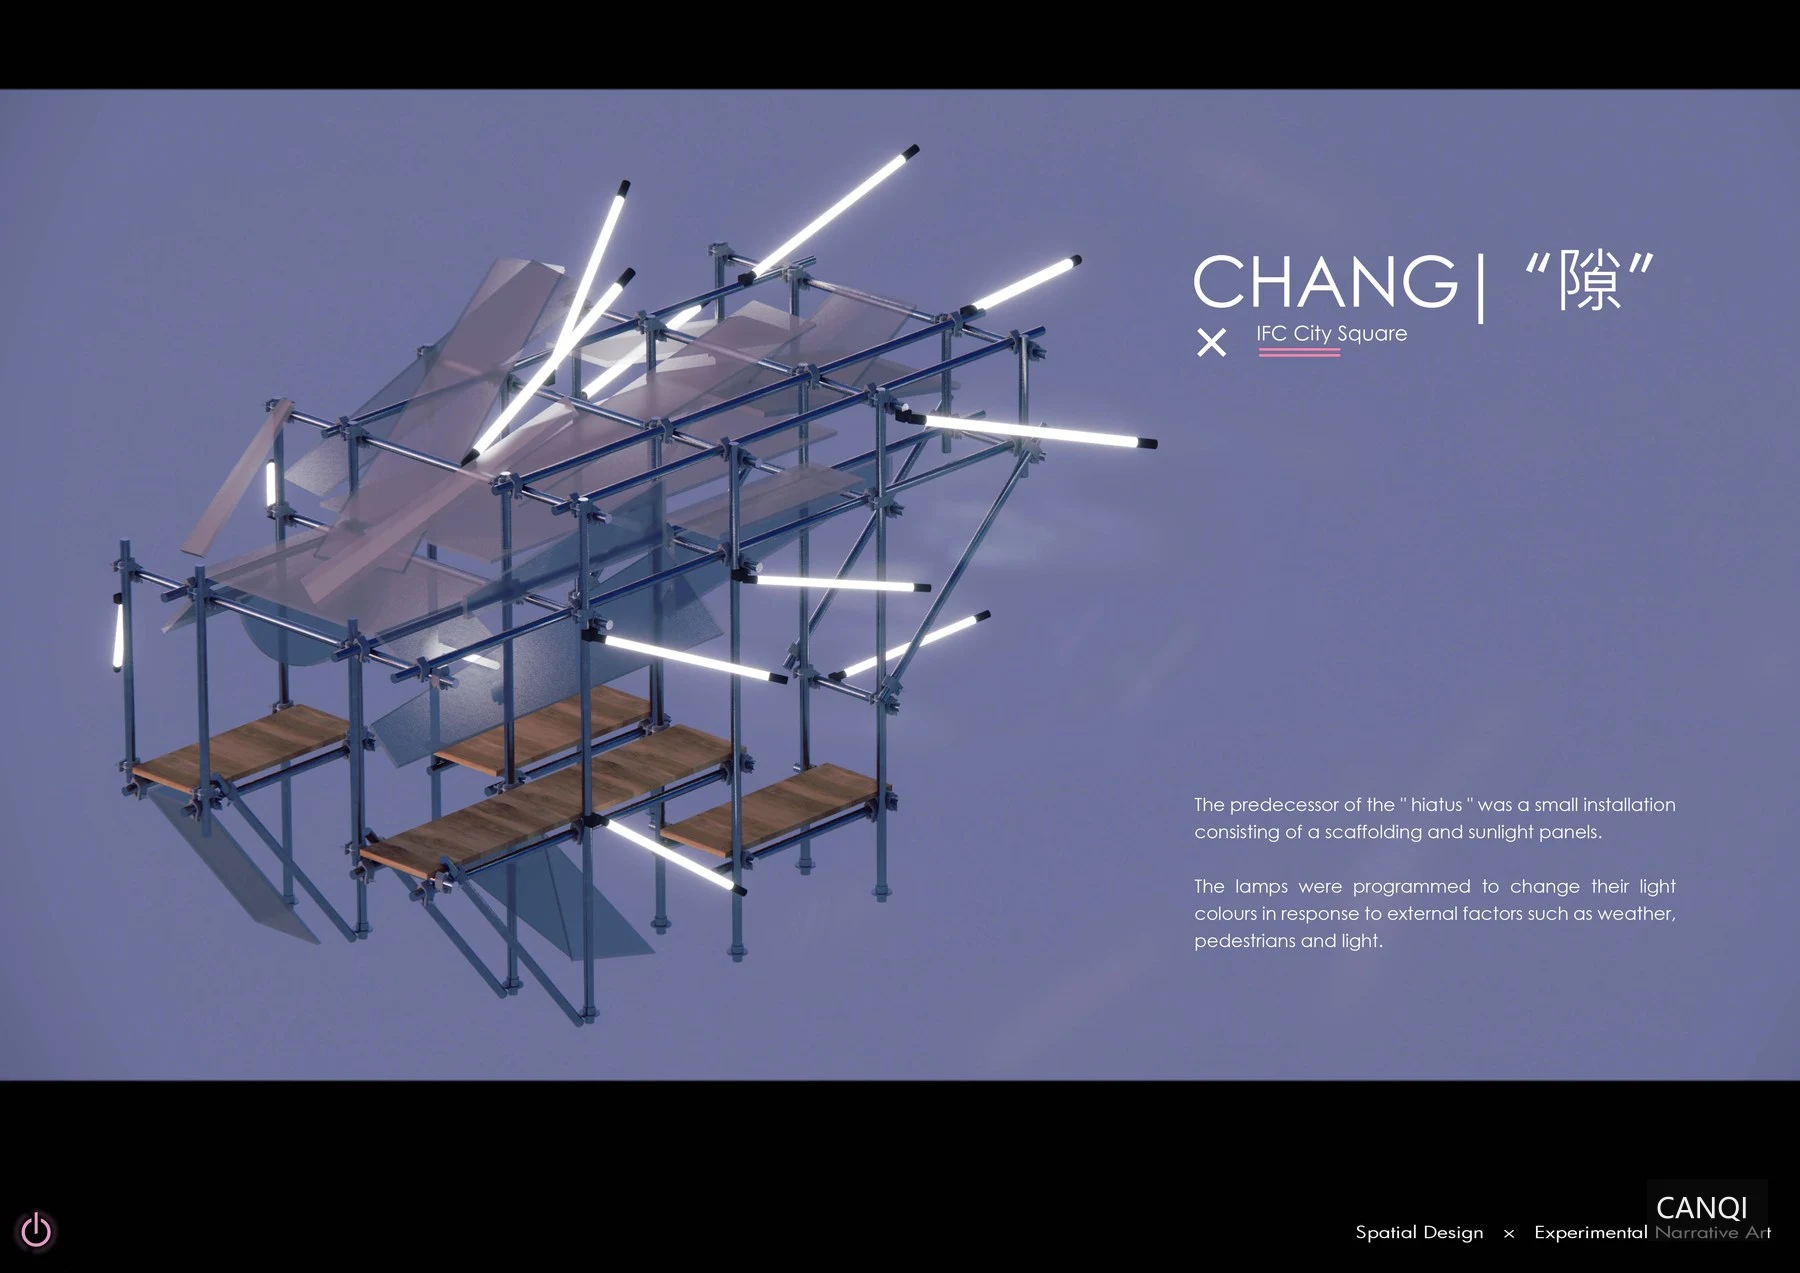 CHANG| “隙”
× IFC City Square
The predecessor of the " hiatus " was a small installation
consisting of a scaffolding and sunlight panels.
The lamps were programmed to change their light
colours in response to external factors such as weather,
pedestrians and light.
CANQI
Spatial Design × Experimental Narrative Art